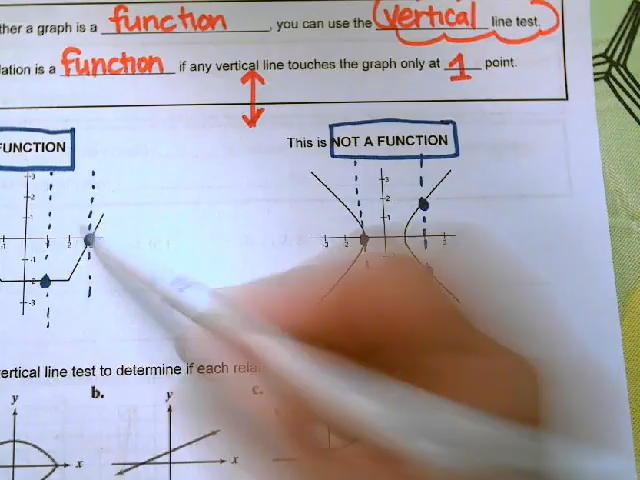 ther a graph is a function, you can use the vertical line test.
lation is a function if any vertical line touches the graph only at 1 point.
FUNCTION
This is NOT A FUNCTION
ertical line test to determine if each rela
y b. y c.
x x